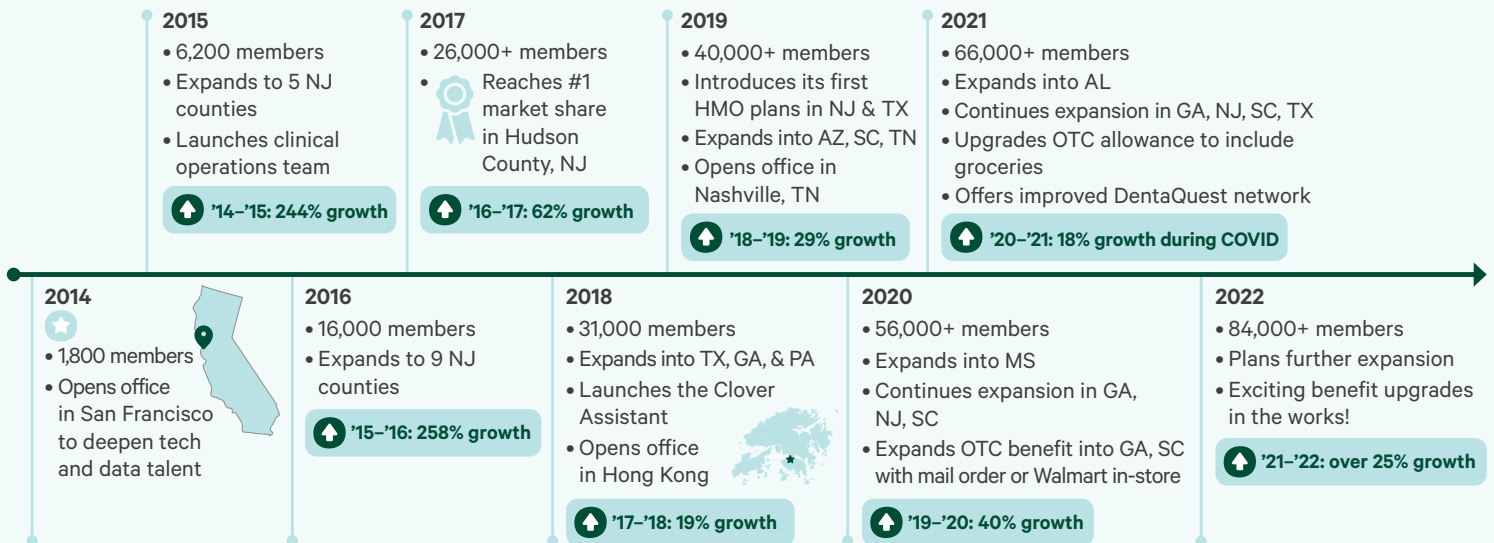 2015
• 6,200 members
• Expands to 5 NJ
counties
• Launches clinical
operations team
’14–’15: 244% growth
2017
• 26,000+ members
• Reaches #1
market share
in Hudson
County, NJ
’16–’17: 62% growth
2019
• 40,000+ members
• Introduces its first
HMO plans in NJ & TX
• Expands into AZ, SC, TN
• Opens office in
Nashville, TN
’18–’19: 29% growth
2021
• 66,000+ members
• Expands into AL
• Continues expansion in GA, NJ, SC, TX
• Upgrades OTC allowance to include
groceries
• Offers improved DentaQuest network
’20–’21: 18% growth during COVID
2014
• 1,800 members
• Opens office
in San Francisco
to deepen tech
and data talent
2016
• 16,000 members
• Expands to 9 NJ
counties
’15–’16: 258% growth
2018
• 31,000 members
• Expands into TX, GA, & PA
• Launches the Clover
Assistant
• Opens office
in Hong Kong
’17–’18: 19% growth
2020
• 56,000+ members
• Expands into MS
• Continues expansion in GA,
NJ, SC
• Expands OTC benefit into GA, SC
with mail order or Walmart in-store
’19–’20: 40% growth
2022
• 84,000+ members
• Plans further expansion
• Exciting benefit upgrades
in the works!
’21–’22: over 25% growth